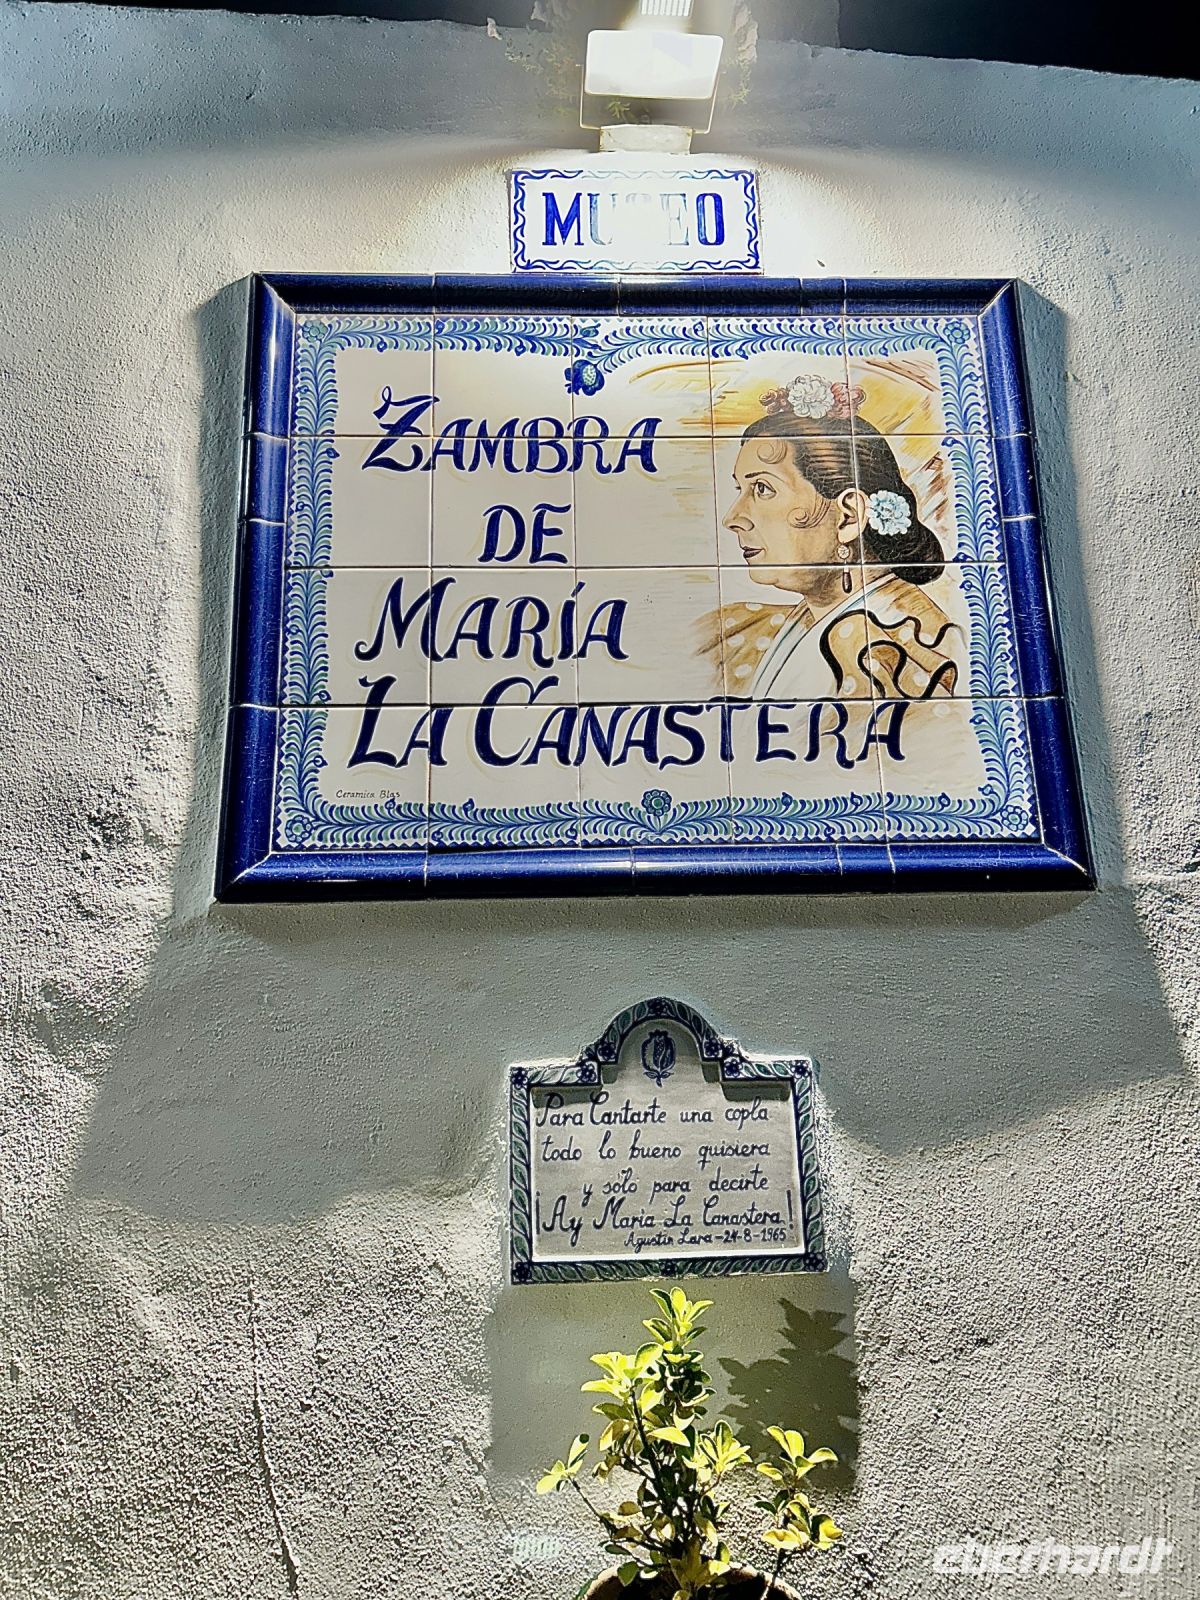 MUSEO
ZAMBRA
DE
MARÍA
LA CANASTERA
Ceramica Blas
Para Cantarte una copla
todo lo bueno quisiera
y sólo para decirte
¡Ay María La Canastera!
Agustín Lara-24-8-1965
eberhardt